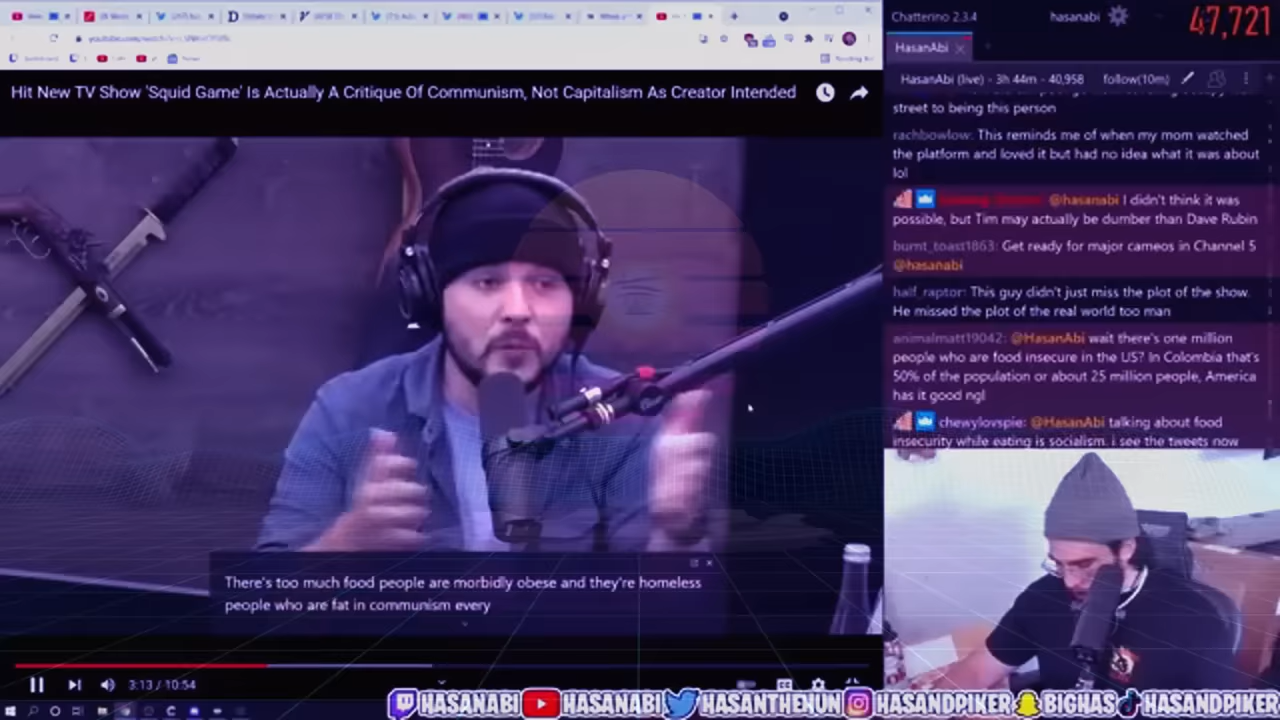 Chatterino 2.3.4
hasanabi
47,721
HasanAbi
Hit New TV Show 'Squid Game' Is Actually A Critique Of Communism, Not Capitalism As Creator Intended
HasanAbi (live) - 3h 44m - 40,958 follow(10m)
street to being this person
rachbowlow: This reminds me of when my mom watched
the platform and loved it but had no idea what it was about
lol
@hasanabi I didn't think it was
possible, but Tim may actually be dumber than Dave Rubin
burnt_toast1863: Get ready for major cameos in Channel 5
@hasanabi
half_raptor: This guy didn't just miss the plot of the show.
He missed the plot of the real world too man
animalmatt19042: @HasanAbi wait there's one million
people who are food insecure in the US? In Colombia that's
50% of the population or about 25 million people, America
has it good ngl
chewylovspie: @HasanAbi talking about food
insecurity while eating is socialism. i see the tweets now
There's too much food people are morbidly obese and they're homeless
people who are fat in communism every
3:13 / 10:54
HASANABI HASANABI HASANTHEHUN HASANDPIKER BIGHAS HASANDPIKER